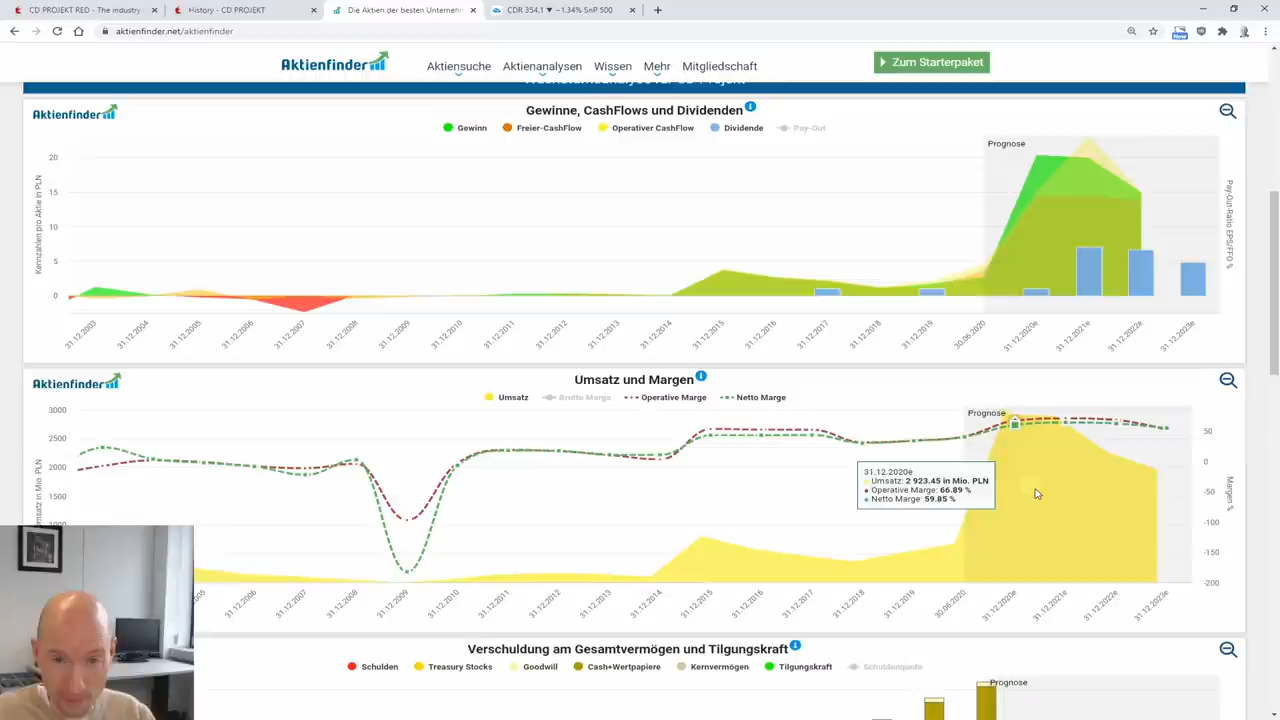 CD PROJEKT RED - The industry
History - CD PROJEKT
Die Aktien der besten Unternehm
CDR 354.1 ▼ −1.34% SnP 500
aktienfinder.net/aktienfinder
New
Aktienfinder
Aktiensuche
Aktienanalysen
Wissen
Mehr
Mitgliedschaft
Zum Starterpaket
Aktienfinder
Gewinne, CashFlows und Dividenden
Gewinn
Freier-CashFlow
Operativer CashFlow
Dividende
Pay-Out
Prognose
Kennzahlen pro Aktie in PLN
20
15
10
5
0
Pay-Out-Ratio EPS/FFO %
31.12.2003
31.12.2004
31.12.2005
31.12.2006
31.12.2007
31.12.2008
31.12.2009
31.12.2010
31.12.2011
31.12.2012
31.12.2013
31.12.2014
31.12.2015
31.12.2016
31.12.2017
31.12.2018
31.12.2019
30.06.2020
31.12.2020e
31.12.2021e
31.12.2022e
31.12.2023e
Aktienfinder
Umsatz und Margen
Umsatz
Brutto Marge
Operative Marge
Netto Marge
Prognose
3000
2500
2000
1500
1000
Umsatz in Mio. PLN
50
0
-50
-100
-150
-200
Margen %
31.12.2020e
Umsatz: 2 923.45 in Mio. PLN
Operative Marge: 66.89 %
Netto Marge: 59.85 %
2005
31.12.2006
31.12.2007
31.12.2008
31.12.2009
31.12.2010
31.12.2011
31.12.2012
31.12.2013
31.12.2014
31.12.2015
31.12.2016
31.12.2017
31.12.2018
31.12.2019
30.06.2020
31.12.2020e
31.12.2021e
31.12.2022e
31.12.2023e
Verschuldung am Gesamtvermögen und Tilgungskraft
Schulden
Treasury Stocks
Goodwill
Cash+Wertpapiere
Kernvermögen
Tilgungskraft
Schuldenquote
Prognose